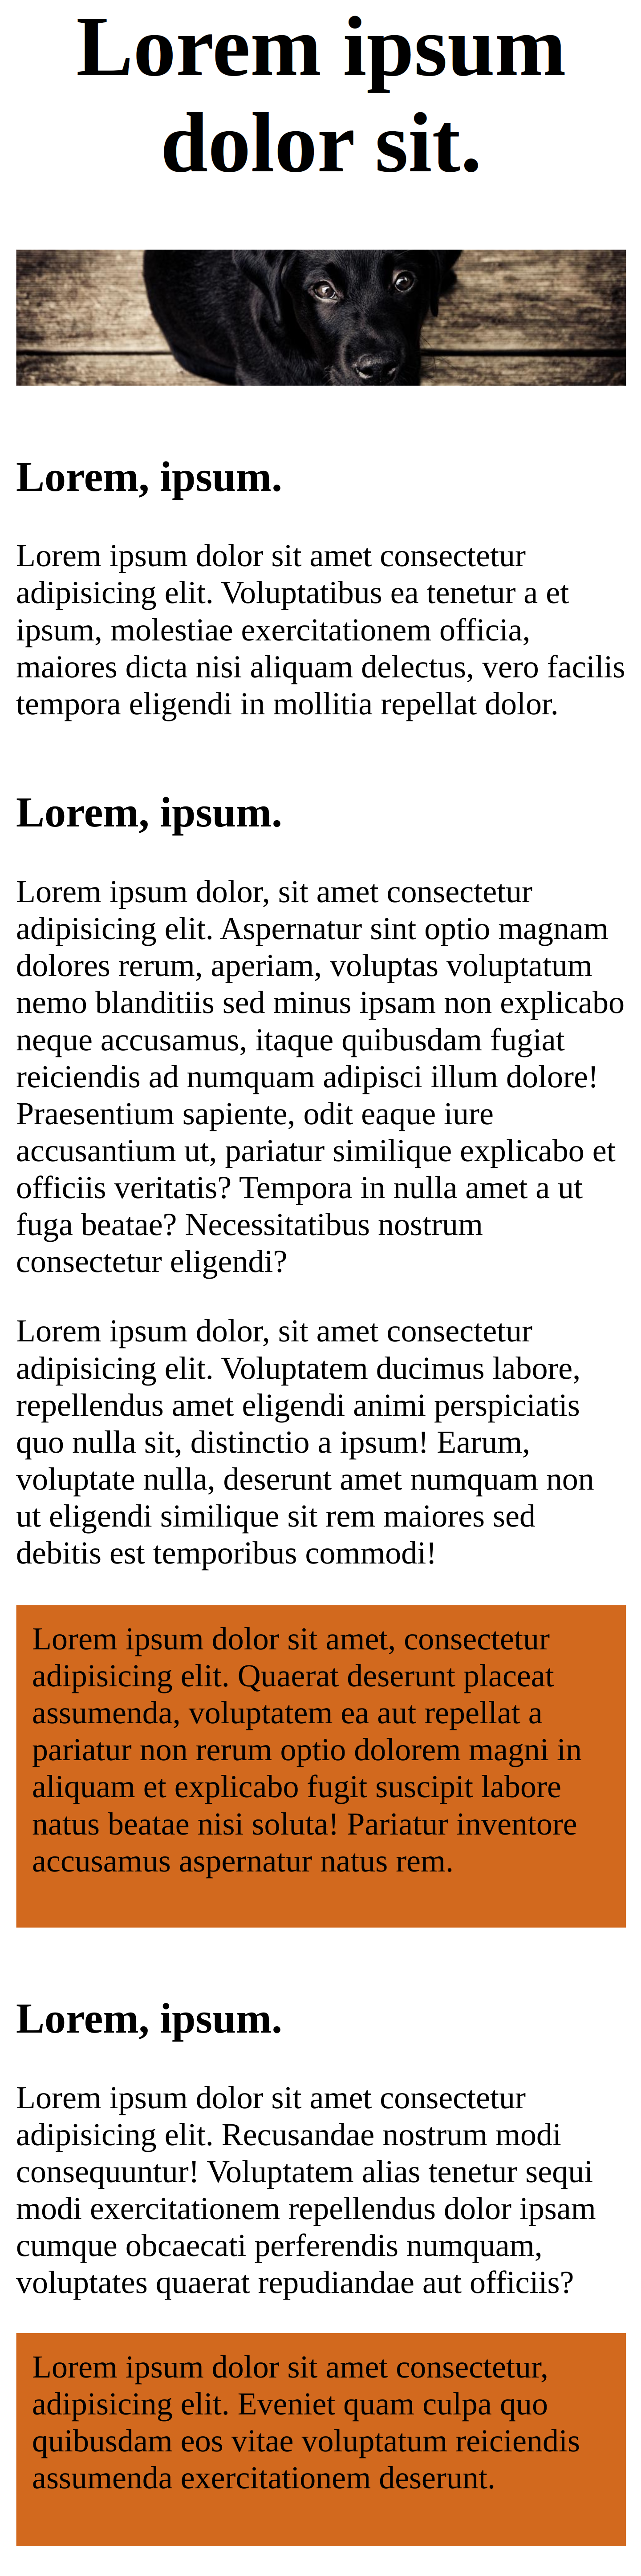 Lorem ipsum
dolor sit.
Lorem, ipsum.
Lorem ipsum dolor sit amet consectetur
adipisicing elit. Voluptatibus ea tenetur a et
ipsum, molestiae exercitationem officia,
maiores dicta nisi aliquam delectus, vero facilis
tempora eligendi in mollitia repellat dolor.
Lorem, ipsum.
Lorem ipsum dolor, sit amet consectetur
adipisicing elit. Aspernatur sint optio magnam
dolores rerum, aperiam, voluptas voluptatum
nemo blanditiis sed minus ipsam non explicabo
neque accusamus, itaque quibusdam fugiat
reiciendis ad numquam adipisci illum dolore!
Praesentium sapiente, odit eaque iure
accusantium ut, pariatur similique explicabo et
officiis veritatis? Tempora in nulla amet a ut
fuga beatae? Necessitatibus nostrum
consectetur eligendi?
Lorem ipsum dolor, sit amet consectetur
adipisicing elit. Voluptatem ducimus labore,
repellendus amet eligendi animi perspiciatis
quo nulla sit, distinctio a ipsum! Earum,
voluptate nulla, deserunt amet numquam non
ut eligendi similique sit rem maiores sed
debitis est temporibus commodi!
Lorem ipsum dolor sit amet, consectetur
adipisicing elit. Quaerat deserunt placeat
assumenda, voluptatem ea aut repellat a
pariatur non rerum optio dolorem magni in
aliquam et explicabo fugit suscipit labore
natus beatae nisi soluta! Pariatur inventore
accusamus aspernatur natus rem.
Lorem, ipsum.
Lorem ipsum dolor sit amet consectetur
adipisicing elit. Recusandae nostrum modi
consequuntur! Voluptatem alias tenetur sequi
modi exercitationem repellendus dolor ipsam
cumque obcaecati perferendis numquam,
voluptates quaerat repudiandae aut officiis?
Lorem ipsum dolor sit amet consectetur,
adipisicing elit. Eveniet quam culpa quo
quibusdam eos vitae voluptatum reiciendis
assumenda exercitationem deserunt.